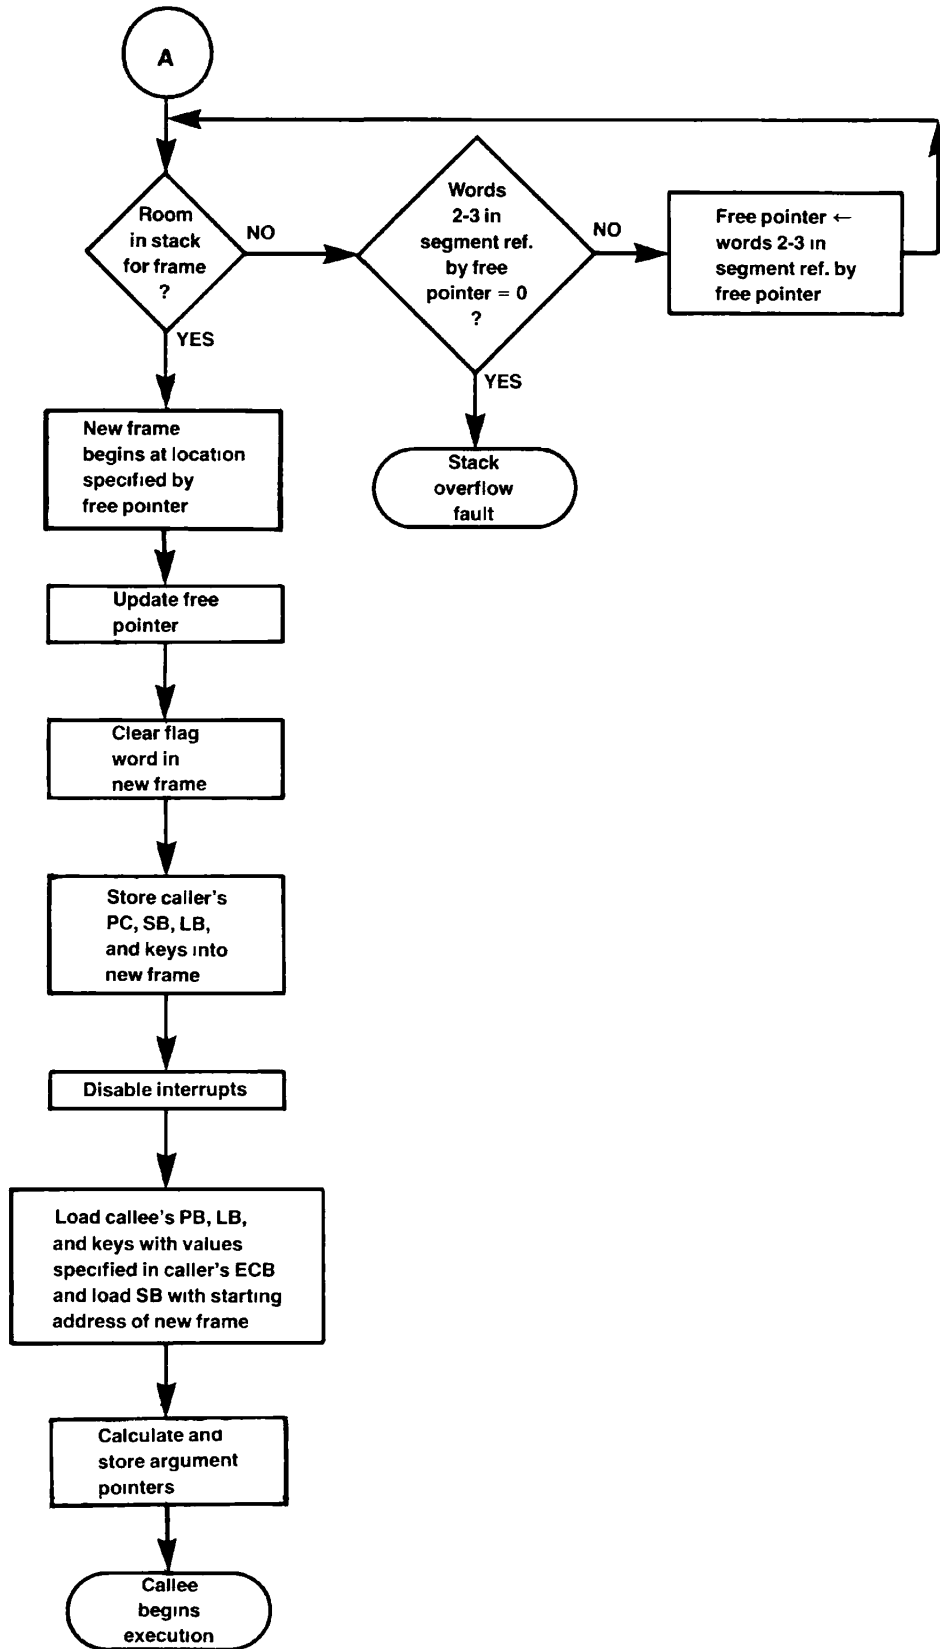 A
Room
in stack
for frame
?
NO
YES
Words
2-3 in
segment ref.
by free
pointer = 0
?
NO
YES
Free pointer ←
words 2-3 in
segment ref. by
free pointer
Stack
overflow
fault
New frame
begins at location
specified by
free pointer
Update free
pointer
Clear flag
word in
new frame
Store caller's
PC, SB, LB,
and keys into
new frame
Disable interrupts
Load callee's PB, LB,
and keys with values
specified in caller's ECB
and load SB with starting
address of new frame
Calculate and
store argument
pointers
Callee
begins
execution